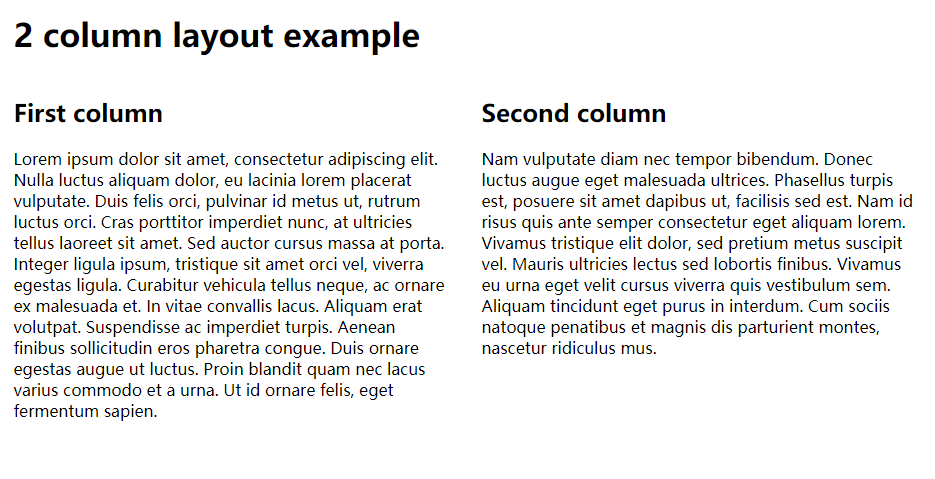 2 column layout example
First column
Lorem ipsum dolor sit amet, consectetur adipiscing elit.
Nulla luctus aliquam dolor, eu lacinia lorem placerat
vulputate. Duis felis orci, pulvinar id metus ut, rutrum
luctus orci. Cras porttitor imperdiet nunc, at ultricies
tellus laoreet sit amet. Sed auctor cursus massa at porta.
Integer ligula ipsum, tristique sit amet orci vel, viverra
egestas ligula. Curabitur vehicula tellus neque, ac ornare
ex malesuada et. In vitae convallis lacus. Aliquam erat
volutpat. Suspendisse ac imperdiet turpis. Aenean
finibus sollicitudin eros pharetra congue. Duis ornare
egestas augue ut luctus. Proin blandit quam nec lacus
varius commodo et a urna. Ut id ornare felis, eget
fermentum sapien.
Second column
Nam vulputate diam nec tempor bibendum. Donec
luctus augue eget malesuada ultrices. Phasellus turpis
est, posuere sit amet dapibus ut, facilisis sed est. Nam id
risus quis ante semper consectetur eget aliquam lorem.
Vivamus tristique elit dolor, sed pretium metus suscipit
vel. Mauris ultricies lectus sed lobortis finibus. Vivamus
eu urna eget velit cursus viverra quis vestibulum sem.
Aliquam tincidunt eget purus in interdum. Cum sociis
natoque penatibus et magnis dis parturient montes,
nascetur ridiculus mus.